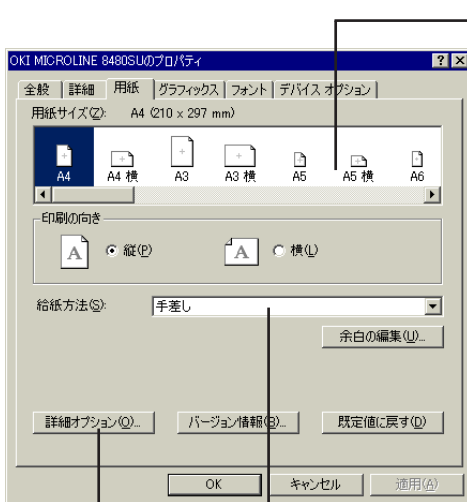 OKI MICROLINE 8480SUのプロパティ
全般 詳細 用紙 グラフィックス フォント デバイス オプション
用紙サイズ(Z): A4 (210 x 297 mm)
A4 A4 横 A3 A3 横 A5 A5 横 A6
印刷の向き
A 縦(P) A 横(L)
給紙方法(S): 手差し
余白の編集(U)...
詳細オプション(O)... バージョン情報(B)... 既定値に戻す(D)
OK キャンセル 適用(A)